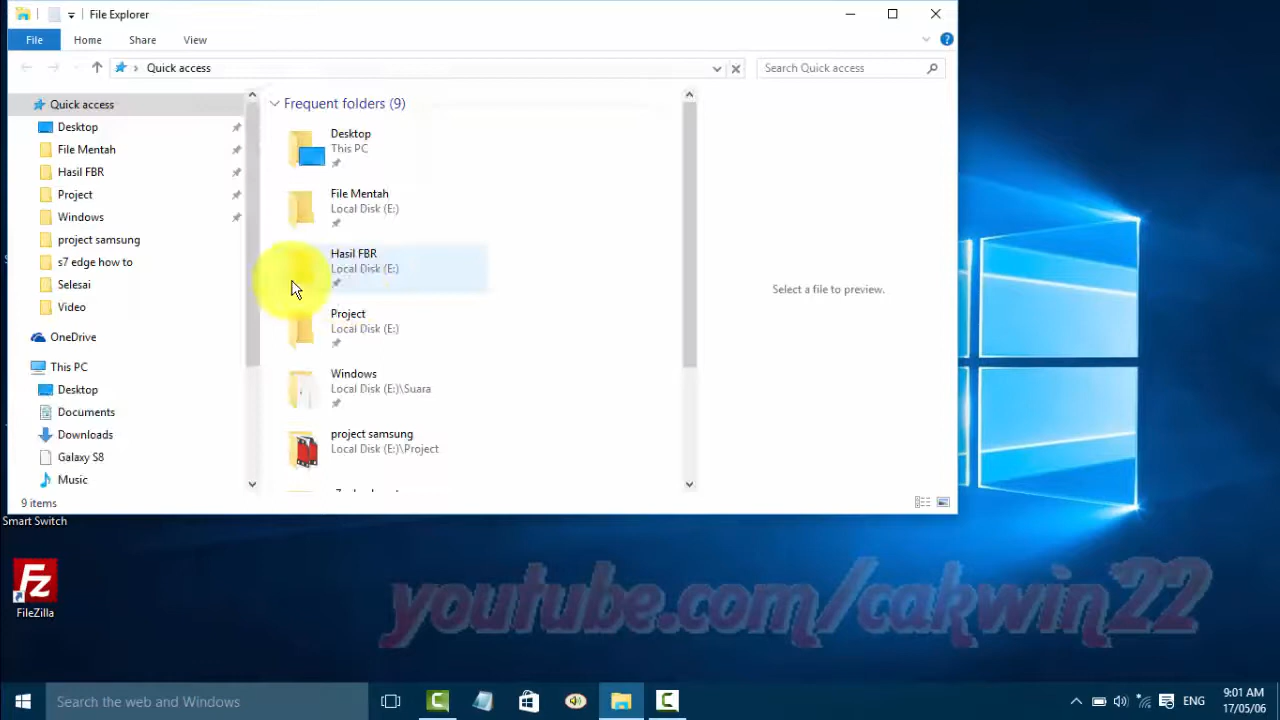 File Explorer
File Home Share View
Quick access
Search Quick access
Quick access
Desktop
File Mentah
Hasil FBR
Project
Windows
project samsung
s7 edge how to
Selesai
Video
OneDrive
This PC
Desktop
Documents
Downloads
Galaxy S8
Music
Frequent folders (9)
Desktop
This PC
File Mentah
Local Disk (E:)
Hasil FBR
Local Disk (E:)
Project
Local Disk (E:)
Windows
Local Disk (E:)\Suara
project samsung
Local Disk (E:)\Project
Select a file to preview.
9 items
Smart Switch
FileZilla
youtube.com/cakwin22
Search the web and Windows
ENG
9:01 AM
17/05/06